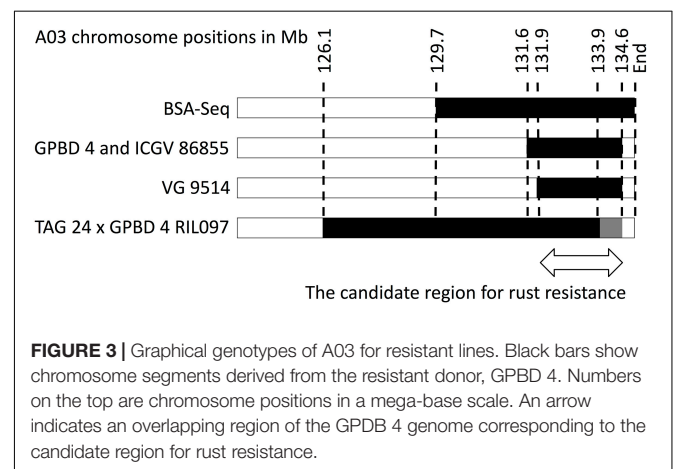 A03 chromosome positions in Mb
126.1
129.7
131.6
131.9
133.9
134.6
End
BSA-Seq
GPBD 4 and ICGV 86855
VG 9514
TAG 24 x GPBD 4 RIL097
The candidate region for rust resistance
FIGURE 3 | Graphical genotypes of A03 for resistant lines. Black bars show
chromosome segments derived from the resistant donor, GPBD 4. Numbers
on the top are chromosome positions in a mega-base scale. An arrow
indicates an overlapping region of the GPDB 4 genome corresponding to the
candidate region for rust resistance.